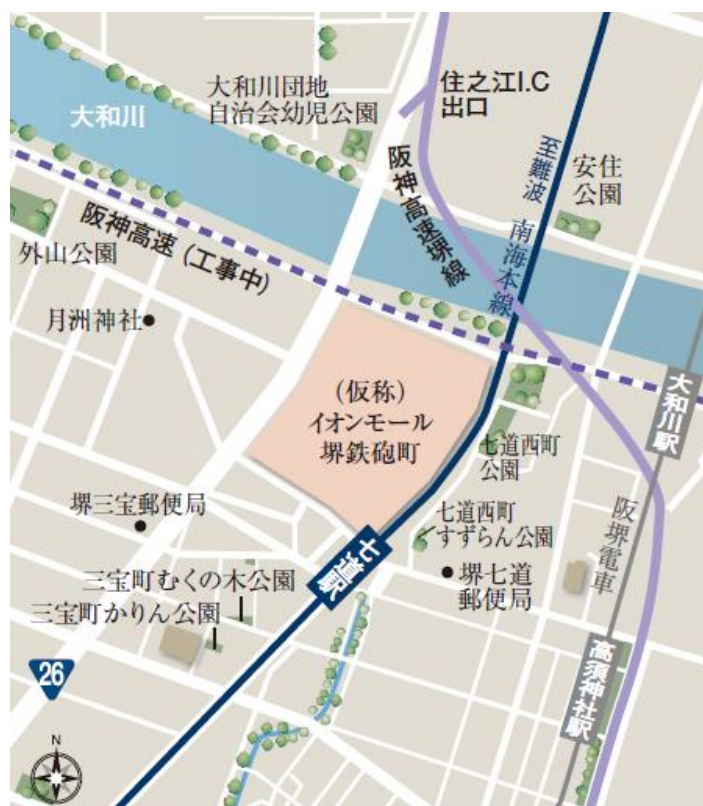 大和川団地
自治会幼児公園
住之江I.C
出口
大和川
阪神高速堺線
至難波
南海本線
安住
公園
阪神高速 (工事中)
外山公園
月洲神社
(仮称)
イオンモール
堺鉄砲町
大和川駅
七道西町
公園
堺三宝郵便局
七道西町
すずらん公園
阪堺電車
七道駅
堺七道
郵便局
三宝町むくの木公園
三宝町かりん公園
高須神社駅
26
N